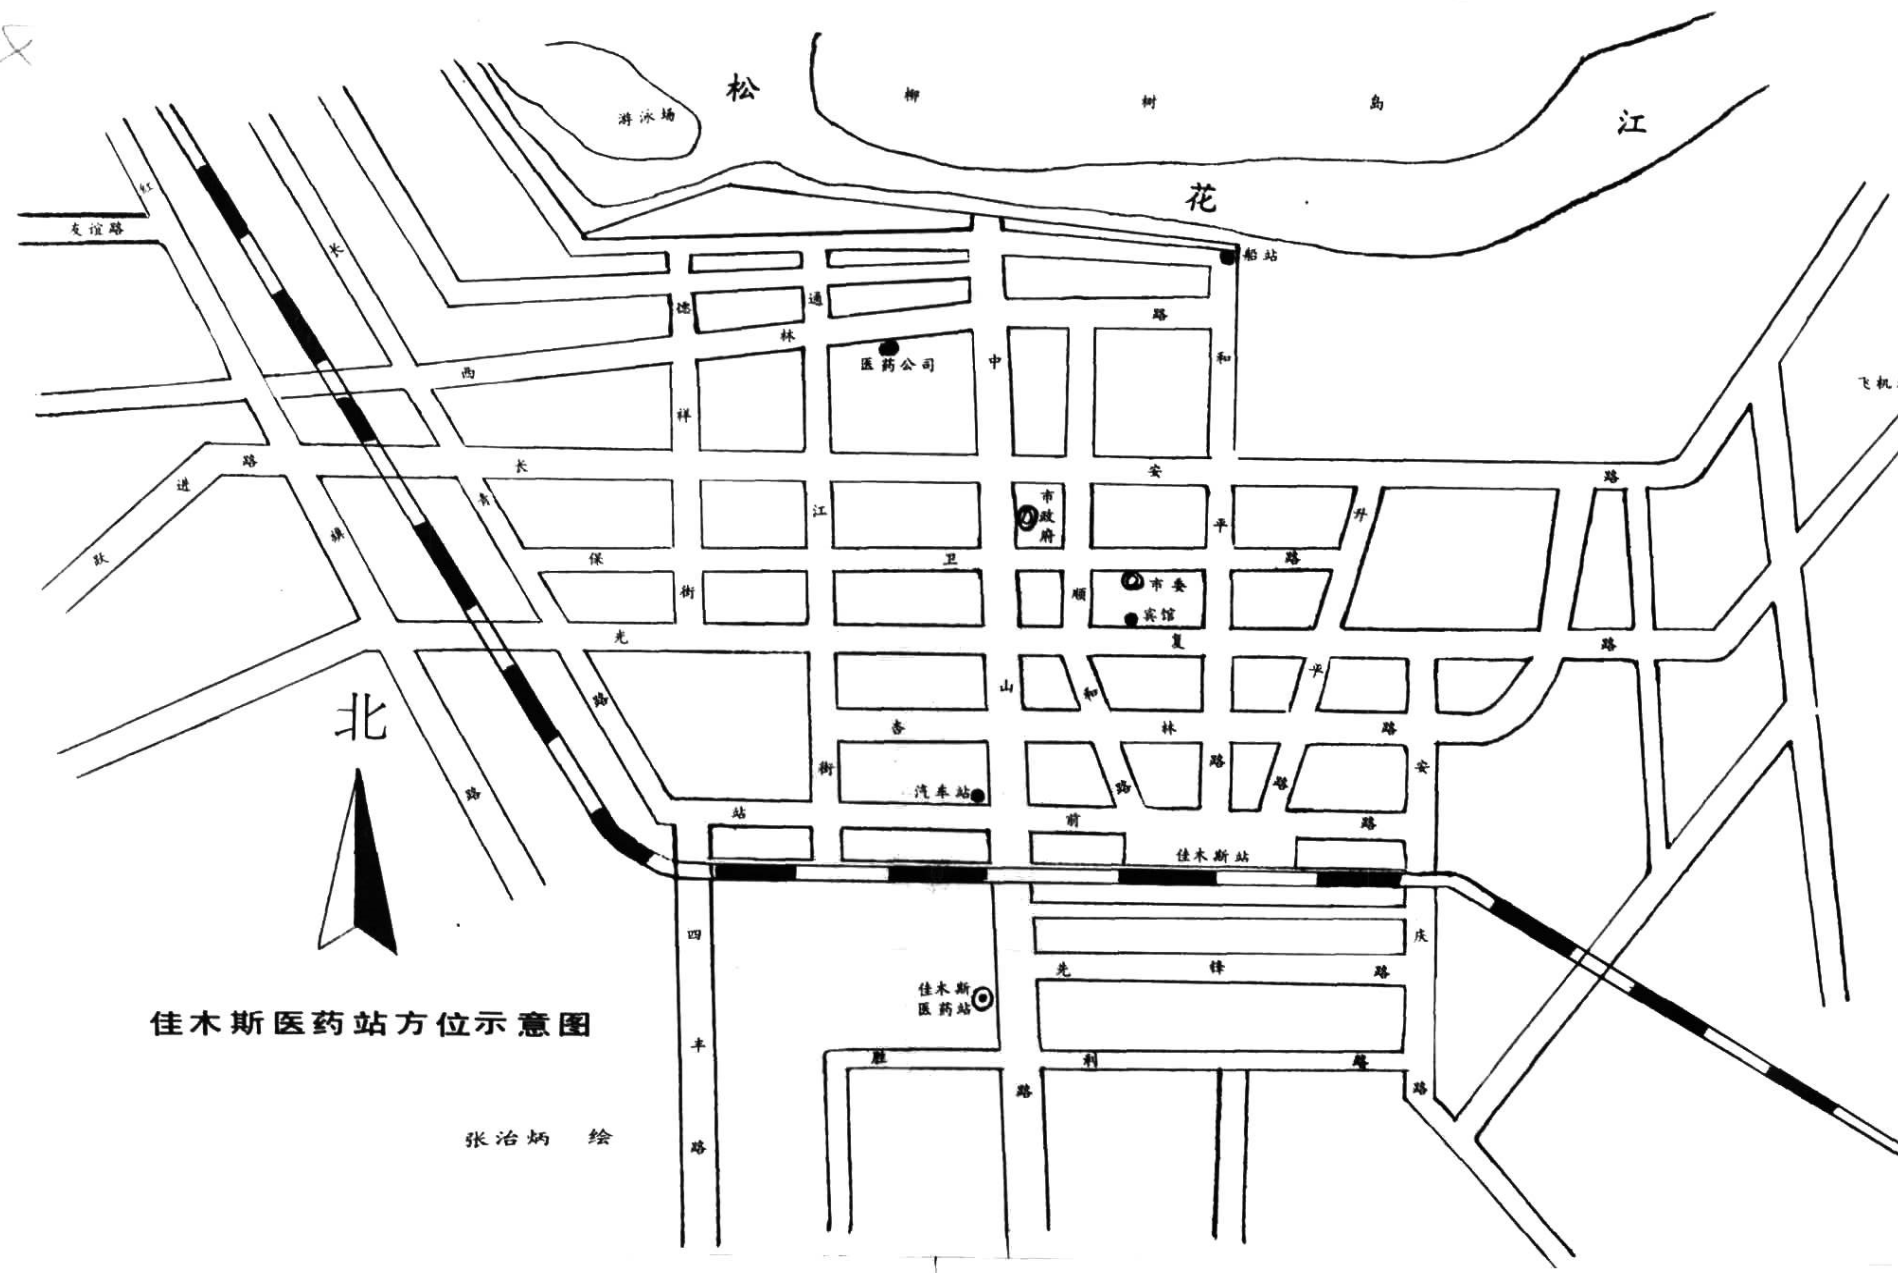 松花江
柳树岛
游泳场
船站
友谊路
红旗路
长青路
德祥街
通江街
中山路
和平路
西林路
医药公司
飞机
跃进路
长安路
市政府
保卫路
市委
宾馆
顺和路
升平路
光复路
杏林路
安庆路
汽车站
站前路
佳木斯站
四丰路
先锋路
佳木斯
医药站
胜利路
北
佳木斯医药站方位示意图
张治炳 绘